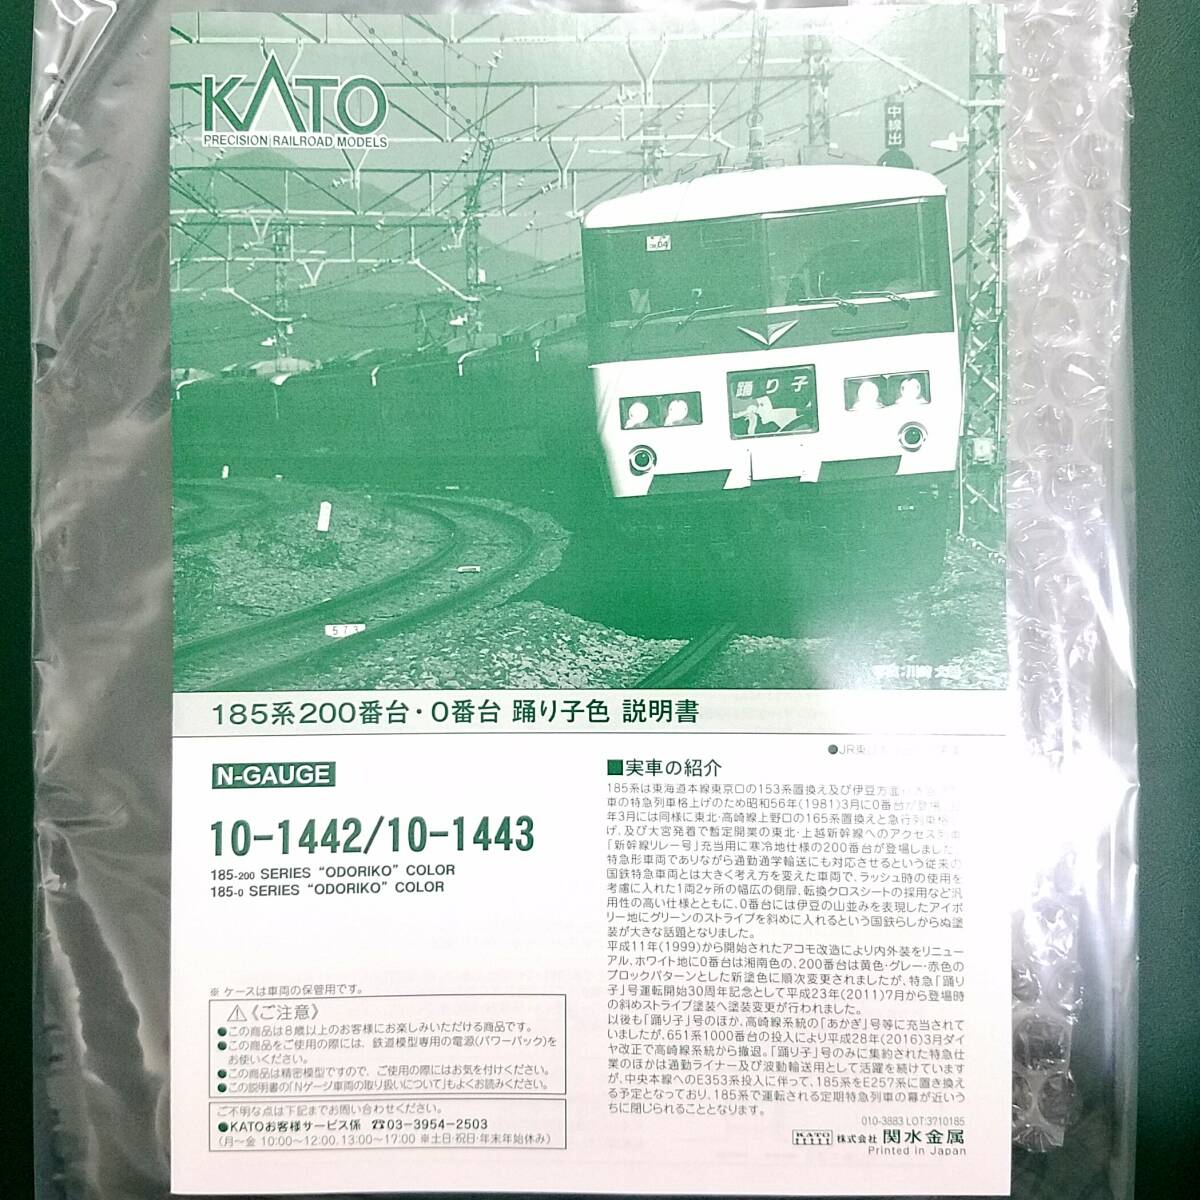 KATO
PRECISION RAILROAD MODELS
中線出
64
踊り子
573
185系200番台・0番台 踊り子色 説明書
N-GAUGE
10-1442/10-1443
185-200 SERIES “ODORIKO” COLOR
185-0 SERIES “ODORIKO” COLOR
※ ケースは車両の保管用です。
⚠《ご注意》
●この商品は8歳以上のお客様にお楽しみいただける商品です。
●この商品をご使用の際には、鉄道模型専用の電源(パワーパック)を
お使いください。
●この商品は精密模型ですので、ご使用の際にはお気を付けください。
●この説明書の「Nゲージ車両の取り扱いについて」もよくお読みください。
ご不明な点は下記までお問い合わせください。
●KATOお客様サービス係 ☎03-3954-2503
(月～金 10:00～12:00、13:00～17:00 ※土日・祝日・年末年始休み)
●JR東
■実車の紹介
185系は東海道本線東京口の153系置換え及び伊豆方面
車の特急列車格上げのため昭和56年(1981)3月に0番台が登場
年3月には同様に東北・高崎線上野口の165系置換えと急行列車格
げ、及び大宮発着で暫定開業の東北・上越新幹線へのアクセス列車
「新幹線リレー号」充当用に寒冷地仕様の200番台が登場しました。
特急形車両でありながら通勤通学輸送にも対応させるという従来の
国鉄特急車両とは大きく考え方を変えた車両で、ラッシュ時の使用を
考慮に入れた1両2ヶ所の幅広の側扉、転換クロスシートの採用など汎
用性の高い仕様とともに、0番台には伊豆の山並みを表現したアイボ
リー地にグリーンのストライプを斜めに入れるという国鉄らしからぬ塗
装が大きな話題となりました。
平成11年(1999)から開始されたアコモ改造により内外装をリニュー
アル、ホワイト地に0番台は湘南色の、200番台は黄色・グレー・赤色の
ブロックパターンとした新塗色に順次変更されましたが、特急「踊り
子」号運転開始30周年記念として平成23年(2011)7月から登場時
の斜めストライプ塗装へ塗装変更が行われました。
以後も「踊り子」号のほか、高崎線系統の「あかぎ」号等に充当されて
いましたが、651系1000番台の投入により平成28年(2016)3月ダイ
ヤ改正で高崎線系統から撤退。「踊り子」号のみに集約された特急仕
業のほかは通勤ライナー及び波動輸送用として活躍を続けています
が、中央本線へのE353系投入に伴って、185系をE257系に置き換え
る予定となっており、185系で運転される定期特急列車の幕が近いう
ちに閉じられることとなります。
010-3883 LOT:3710185
KATO 株式会社 関水金属
Printed in Japan